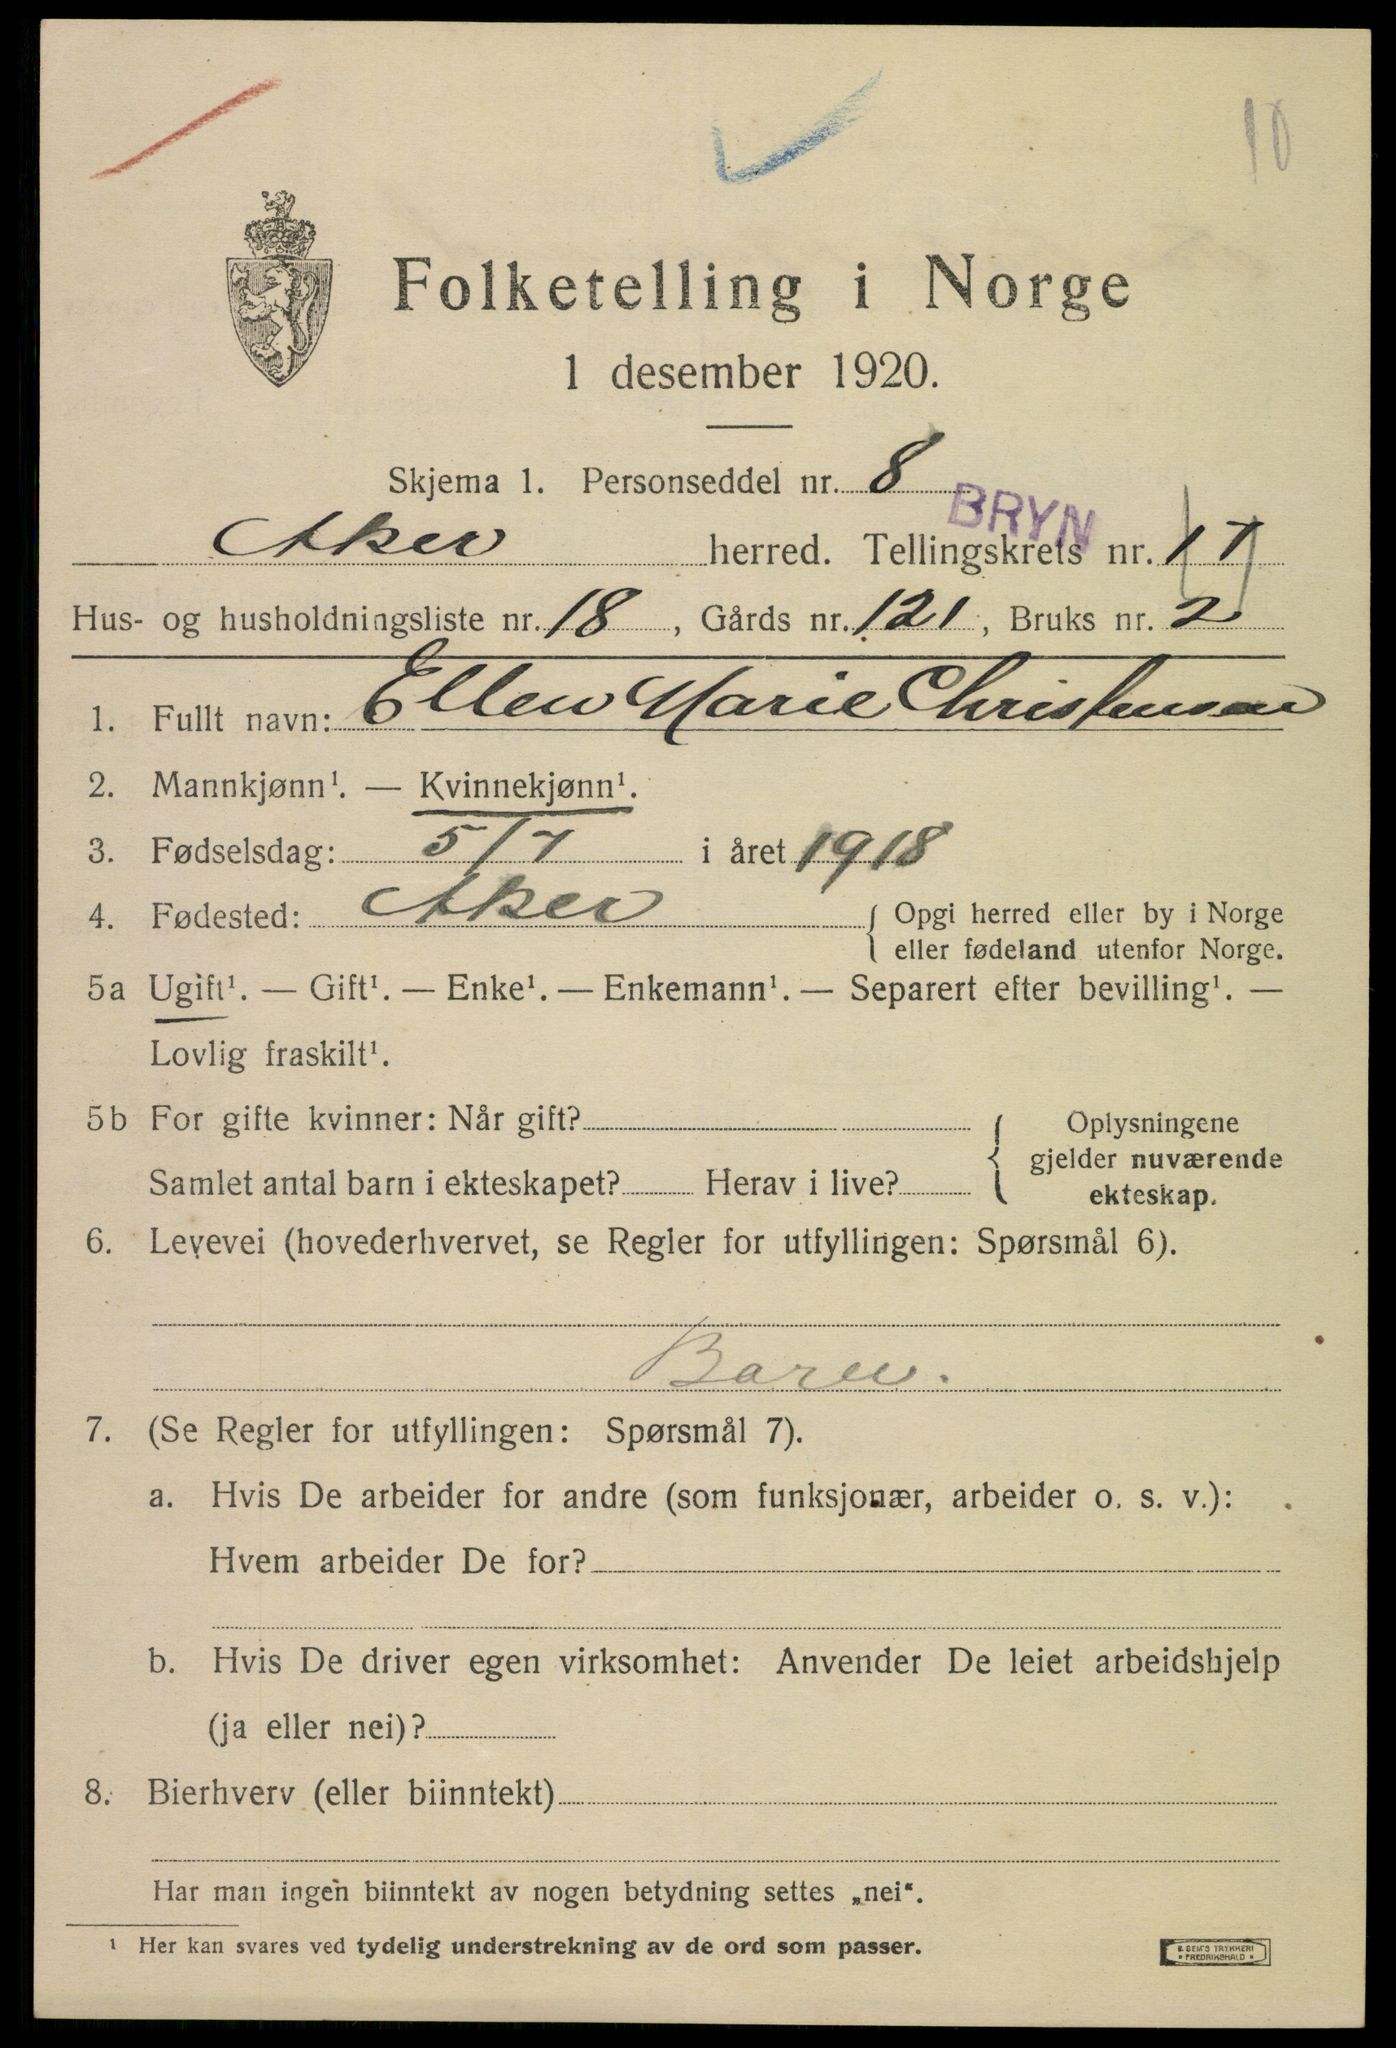 10
Folketelling i Norge
1 desember 1920.
Skjema 1. Personseddel nr. 8
BRYN
Aker herred. Tellingskrets nr. 17
Hus- og husholdningsliste nr. 18, Gårds nr. 121, Bruks nr. 2
1. Fullt navn: Ellen Marie Christensen
2. Mannkjønn¹. — Kvinnekjønn¹.
3. Fødselsdag: 5/7 i året 1918
4. Fødested: Aker { Opgi herred eller by i Norge
eller fødeland utenfor Norge.
5a Ugift¹. — Gift¹. — Enke¹. — Enkemann¹. — Separert efter bevilling¹. —
Lovlig fraskilt¹.
5b For gifte kvinner: Når gift?
Samlet antal barn i ekteskapet? Herav i live?
{ Oplysningene
gjelder nuværende
ekteskap.
6. Levevei (hovederhvervet, se Regler for utfyllingen: Spørsmål 6).
Baren.
7. (Se Regler for utfyllingen: Spørsmål 7).
a. Hvis De arbeider for andre (som funksjonær, arbeider o. s. v.):
Hvem arbeider De for?
b. Hvis De driver egen virksomhet: Anvender De leiet arbeidshjelp
(ja eller nei)?
8. Bierhverv (eller biinntekt)
Har man ingen biinntekt av nogen betydning settes „nei“.
¹ Her kan svares ved tydelig understrekning av de ord som passer.
E. SEM'S TRYKKERI
• FREDRIKSHALD •